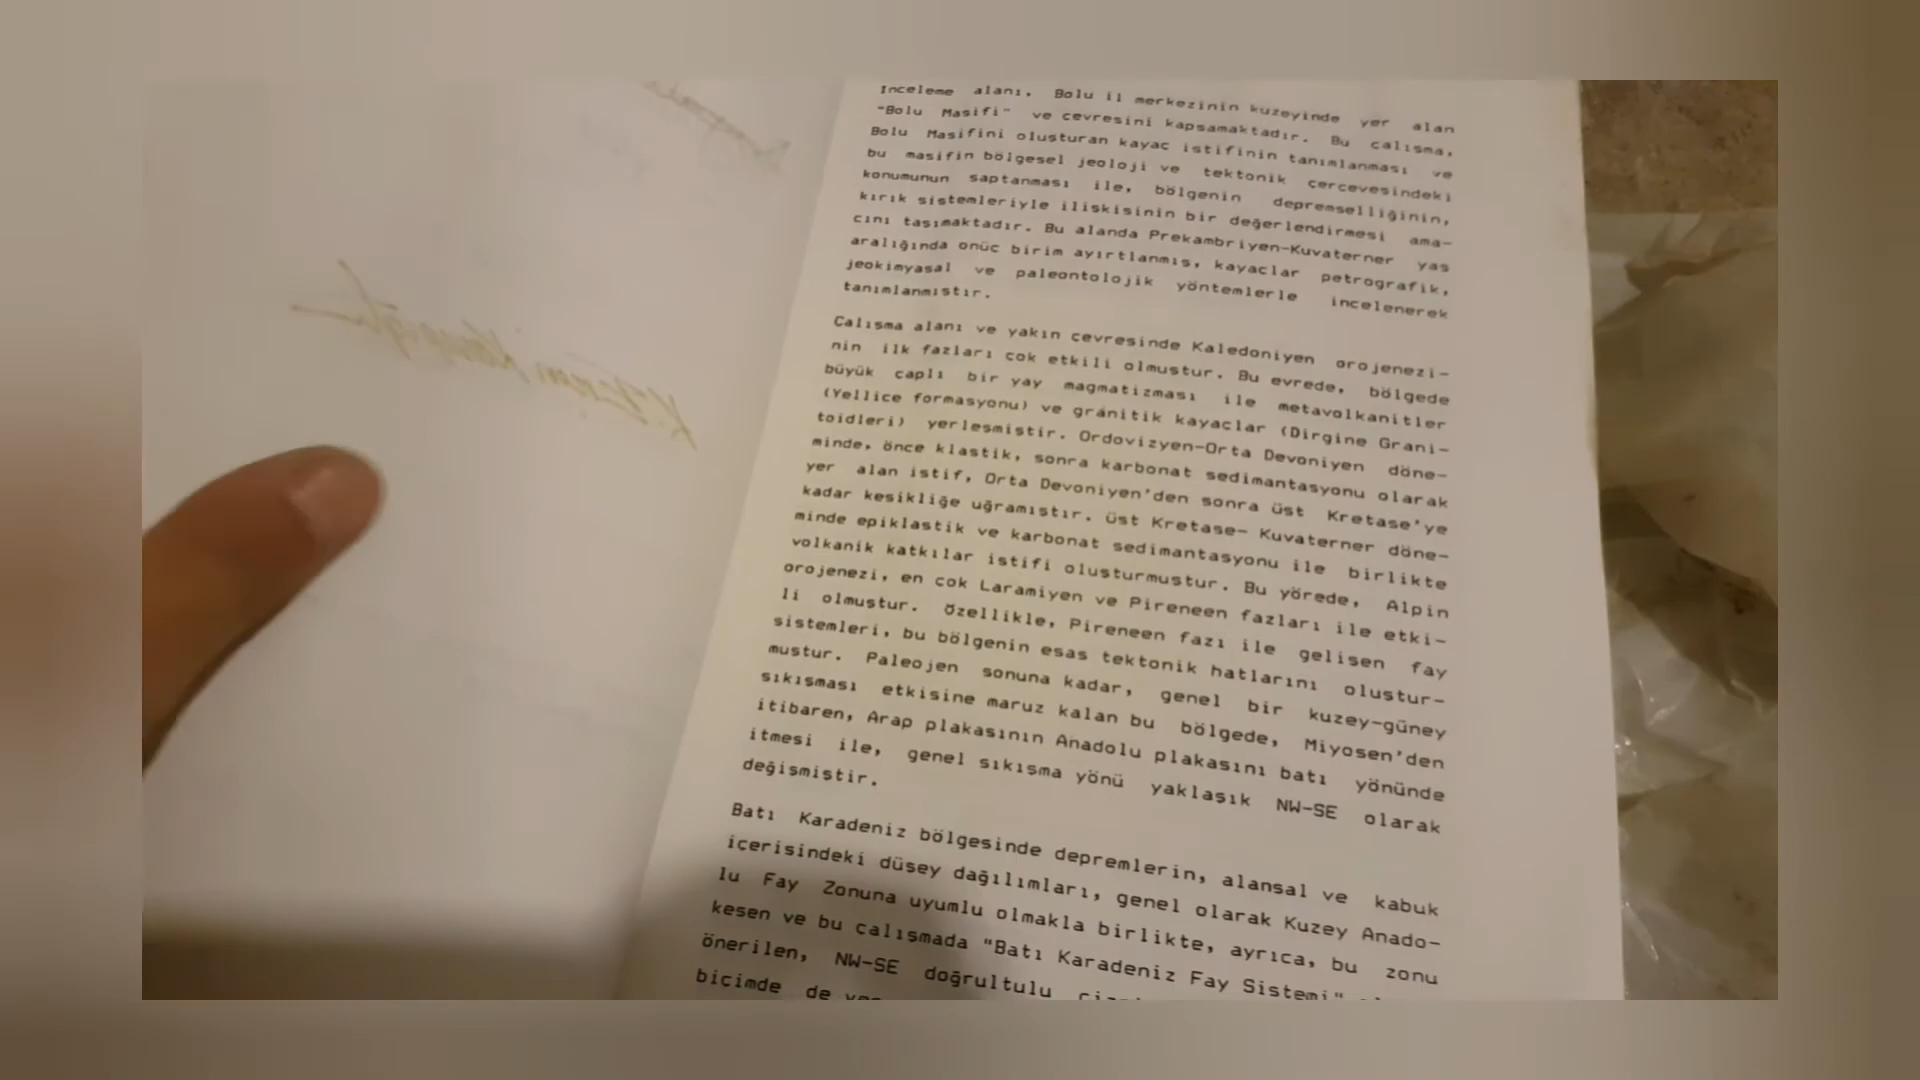 İnceleme alanı, Bolu il merkezinin kuzeyinde yer alan
"Bolu Masifi" ve cevresini kapsamaktadır. Bu calısma,
Bolu Masifini olusturan kayac istifinin tanımlanması ve
bu masifin bölgesel jeoloji ve tektonik cercevesindeki
konumunun saptanması ile, bölgenin depremselliğinin,
kırık sistemleriyle iliskisinin bir değerlendirmesi ama-
cını tasımaktadır. Bu alanda Prekambriyen-Kuvaterner yas
aralığında onüc birim ayırtlanmıs, kayaclar petrografik,
jeokimyasal ve paleontolojik yöntemlerle incelenerek
tanımlanmıstır.
Calısma alanı ve yakın cevresinde Kaledoniyen orojenezi-
nin ilk fazları cok etkili olmustur. Bu evrede, bölgede
büyük caplı bir yay magmatizması ile metavolkanitler
(Yellice formasyonu) ve granitik kayaclar (Dirgine Grani-
toidleri) yerlesmistir. Ordovizyen-Orta Devoniyen döne-
minde, önce klastik, sonra karbonat sedimantasyonu olarak
yer alan istif, Orta Devoniyen'den sonra üst Kretase'ye
kadar kesikliğe uğramıstır. üst Kretase- Kuvaterner döne-
minde epiklastik ve karbonat sedimantasyonu ile birlikte
volkanik katkılar istifi olusturmustur. Bu yörede, Alpin
orojenezi, en cok Laramiyen ve Pireneen fazları ile etki-
li olmustur. özellikle, Pireneen fazı ile gelisen fay
sistemleri, bu bölgenin esas tektonik hatlarını olustur-
mustur. Paleojen sonuna kadar, genel bir kuzey-güney
sıkısması etkisine maruz kalan bu bölgede, Miyosen'den
itibaren, Arap plakasının Anadolu plakasını batı yönünde
itmesi ile, genel sıkısma yönü yaklasık NW-SE olarak
değismistir.
Batı Karadeniz bölgesinde depremlerin, alansal ve kabuk
icerisindeki düsey dağılımları, genel olarak Kuzey Anado-
lu Fay Zonuna uyumlu olmakla birlikte, ayrıca, bu zonu
kesen ve bu calısmada "Batı Karadeniz Fay Sistemi"
önerilen, NW-SE doğrultulu
bicimde de